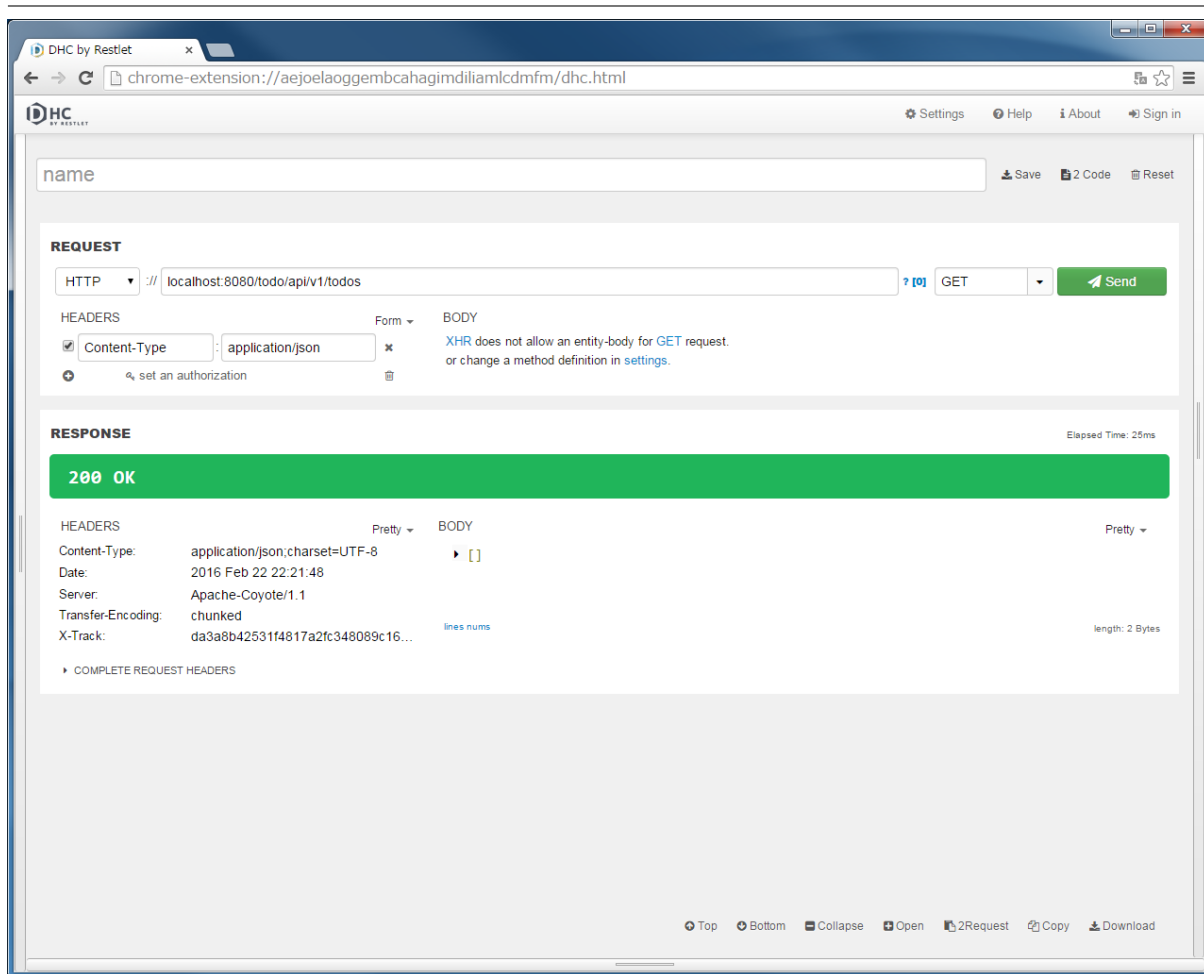 DHC by Restlet
chrome-extension://aejoelaoggembcahagimdiliamlcdmfm/dhc.html
DHC
BY RESTLET
Settings Help About Sign in
name
Save 2 Code Reset
REQUEST
HTTP :// localhost:8080/todo/api/v1/todos ? [0] GET Send
HEADERS Form BODY
Content-Type : application/json
XHR does not allow an entity-body for GET request.
or change a method definition in settings.
set an authorization
RESPONSE
Elapsed Time: 25ms
200 OK
HEADERS Pretty BODY Pretty
Content-Type: application/json;charset=UTF-8
[]
Date: 2016 Feb 22 22:21:48
Server: Apache-Coyote/1.1
Transfer-Encoding: chunked
X-Track: da3a8b42531f4817a2fc348089c16...
lines nums length: 2 Bytes
COMPLETE REQUEST HEADERS
Top Bottom Collapse Open 2Request Copy Download